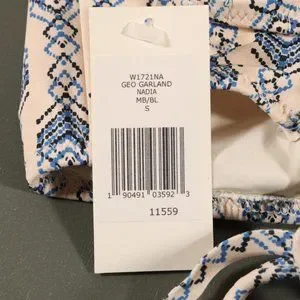 W1721NA
GEO GARLAND
NADIA
MB/BL
S
1 90491 03592 3
11559